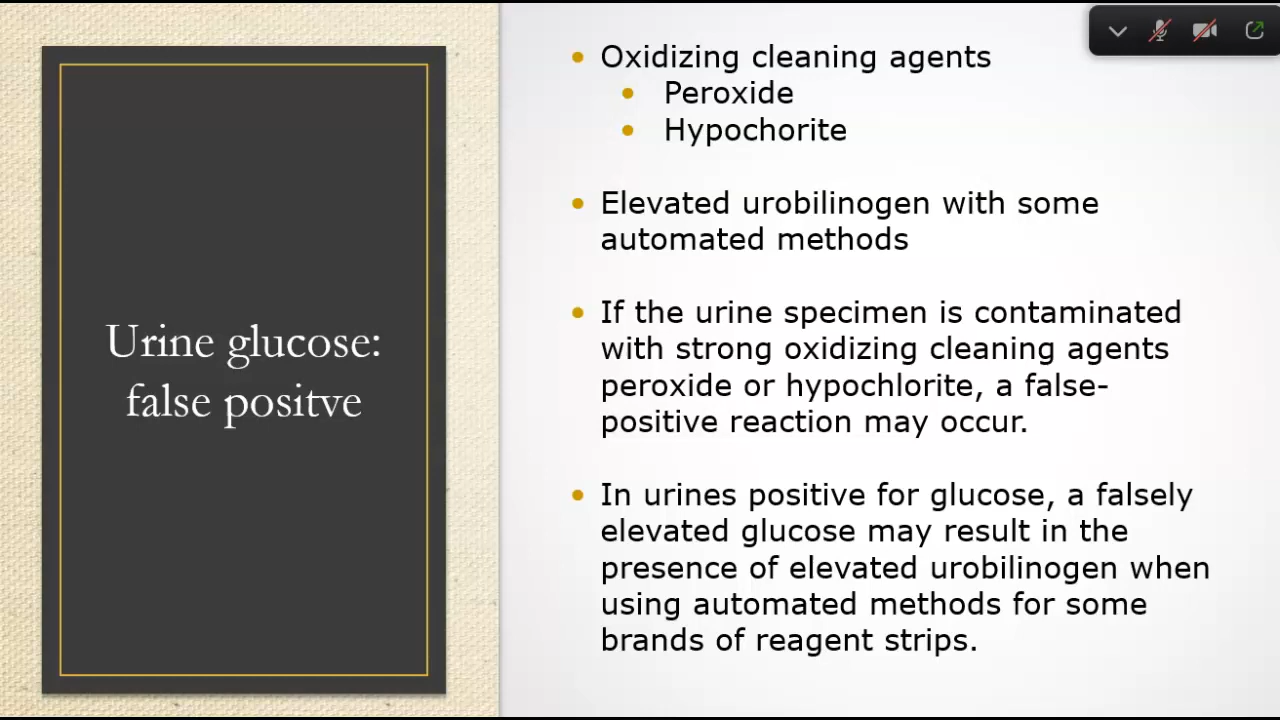 Urine glucose:
false positve
• Oxidizing cleaning agents
• Peroxide
• Hypochorite
• Elevated urobilinogen with some
automated methods
• If the urine specimen is contaminated
with strong oxidizing cleaning agents
peroxide or hypochlorite, a false-
positive reaction may occur.
• In urines positive for glucose, a falsely
elevated glucose may result in the
presence of elevated urobilinogen when
using automated methods for some
brands of reagent strips.